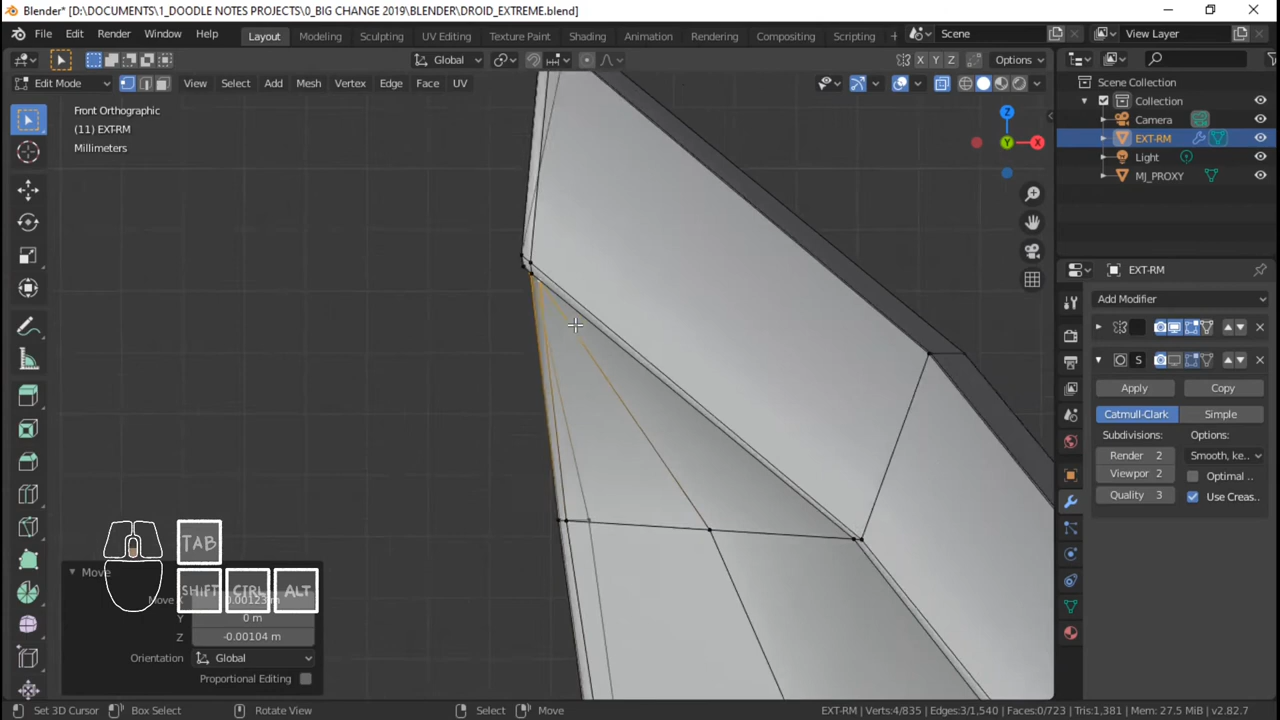 Blender* [D:\DOCUMENTS\1_DOODLE NOTES PROJECTS\0_BIG CHANGE 2019\BLENDER\DROID_EXTREME.blend]
File Edit Render Window Help Layout Modeling Sculpting UV Editing Texture Paint Shading Animation Rendering Compositing Scripting + Scene View Layer
Global X Y Z Options
Edit Mode View Select Add Mesh Vertex Edge Face UV
Front Orthographic
(11) EXT-RM
Millimeters
Z
Y X
Scene Collection
Collection
Camera
EXT-RM
Light
MJ_PROXY
EXT-RM
Add Modifier
S
Apply Copy
Catmull-Clark Simple
Subdivisions: Options:
Render 2 Smooth, ke..
Viewpor 2 Optimal ..
Quality 3 Use Creas..
TAB
SHIFT CTRL ALT
Move
Move X 0.00123 m
Y 0 m
Z -0.00104 m
Orientation Global
Proportional Editing
Set 3D Cursor Box Select Rotate View Select Move EXT-RM | Verts:4/835 | Edges:3/1,540 | Faces:0/723 | Tris:1,381 | Mem: 27.5 MiB | v2.82.7